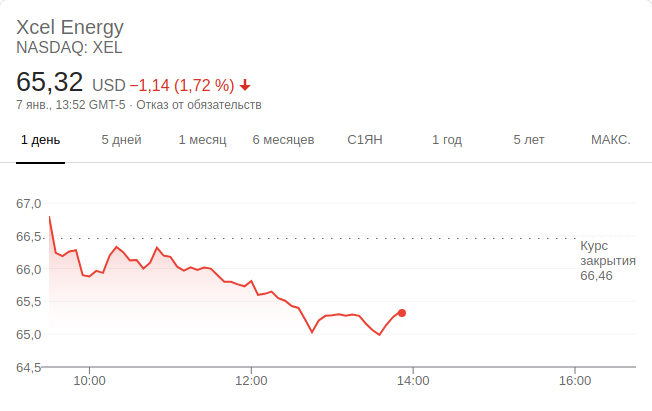 Xcel Energy
NASDAQ: XEL
65,32 USD −1,14 (1,72 %)
7 янв., 13:52 GMT-5 · Отказ от обязательств
1 день 5 дней 1 месяц 6 месяцев С1ЯН 1 год 5 лет МАКС.
67,0
66,5
Курс
закрытия
66,46
66,0
65,5
65,0
64,5
10:00 12:00 14:00 16:00